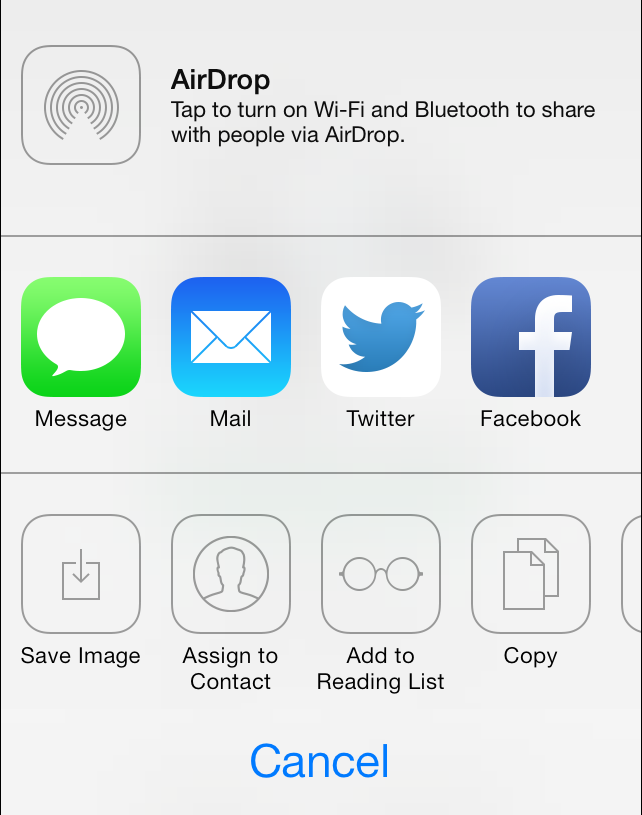 AirDrop
Tap to turn on Wi-Fi and Bluetooth to share
with people via AirDrop.
Message
Mail
Twitter
Facebook
Save Image
Assign to
Contact
Add to
Reading List
Copy
Cancel